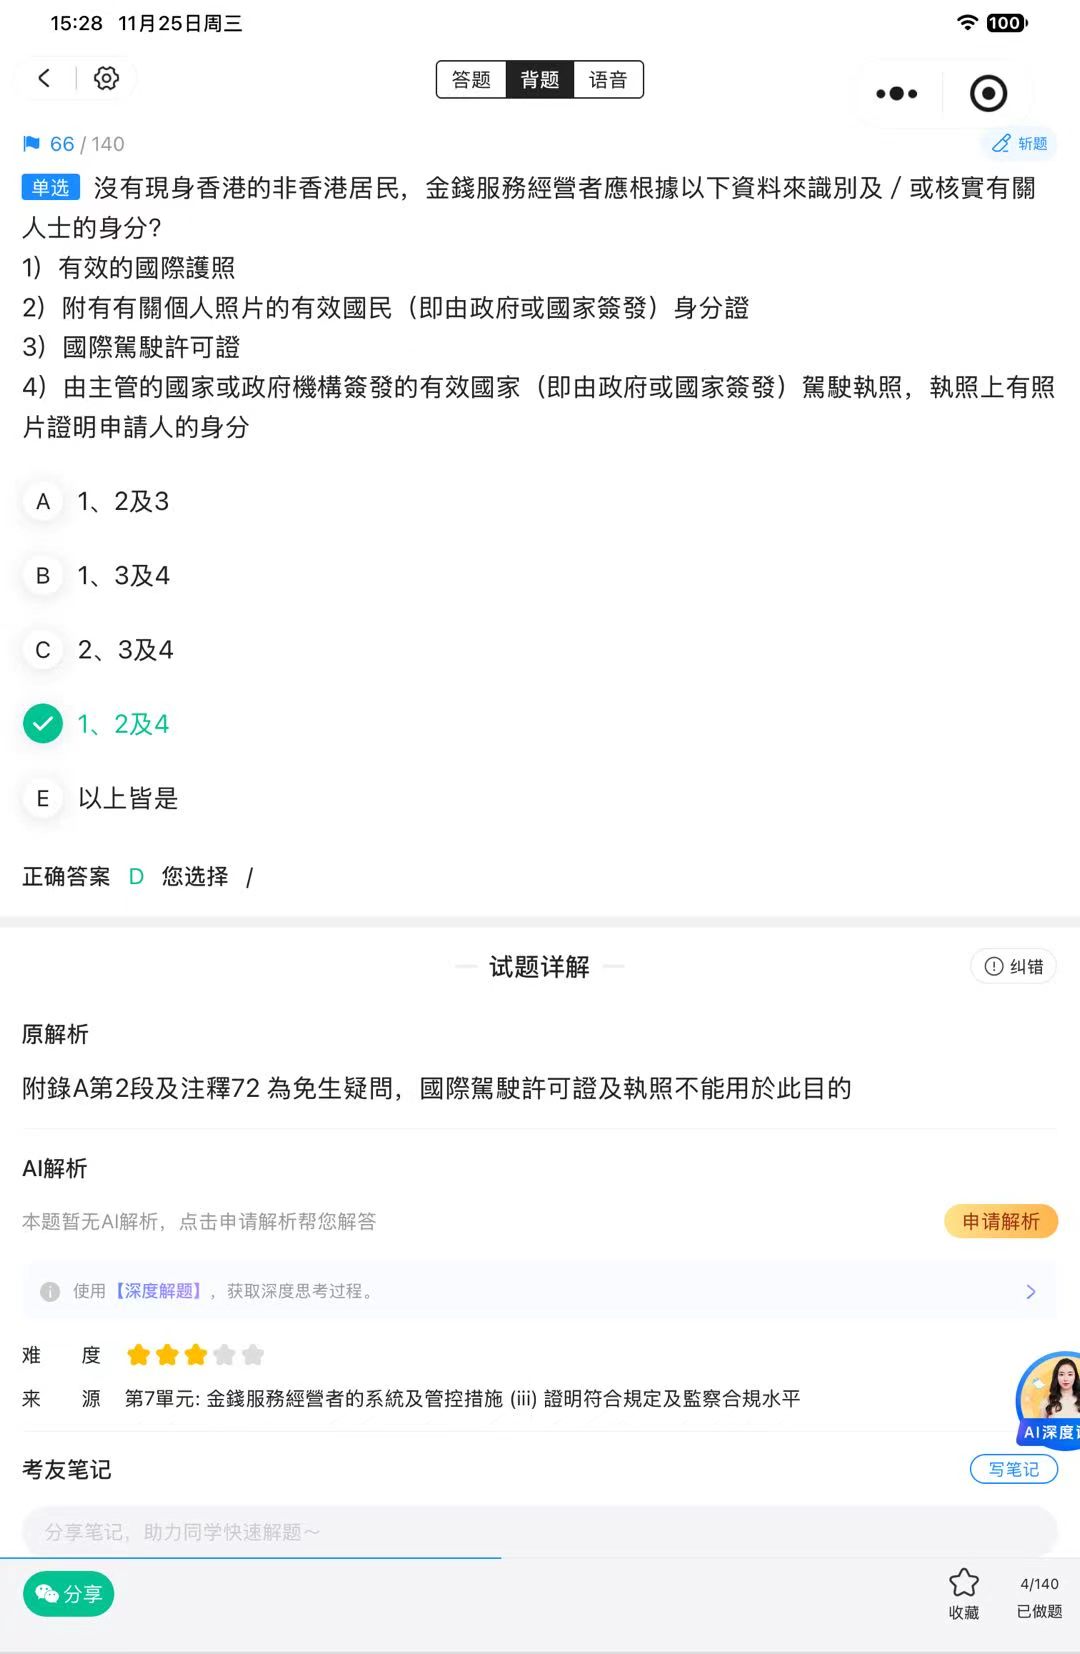 15:28 11月25日周三
100
答题 背题 语音
66 / 140
斩题
单选 沒有現身香港的非香港居民，金錢服務經營者應根據以下資料來識別及 / 或核實有關
人士的身分?
1）有效的國際護照
2）附有有關個人照片的有效國民（即由政府或國家簽發）身分證
3）國際駕駛許可證
4）由主管的國家或政府機構簽發的有效國家（即由政府或國家簽發）駕駛執照，執照上有照
片證明申請人的身分
A 1、2及3
B 1、3及4
C 2、3及4
1、2及4
E 以上皆是
正确答案 D 您选择 /
试题详解
纠错
原解析
附錄A第2段及注釋72 為免生疑問，國際駕駛許可證及執照不能用於此目的
AI解析
本题暂无AI解析，点击申请解析帮您解答
申请解析
使用【深度解题】，获取深度思考过程。
难 度
来 源 第7單元: 金錢服務經營者的系統及管控措施 (iii) 證明符合規定及監察合規水平
AI深度
考友笔记
写笔记
分享笔记，助力同学快速解题～
分享
收藏
4/140
已做题